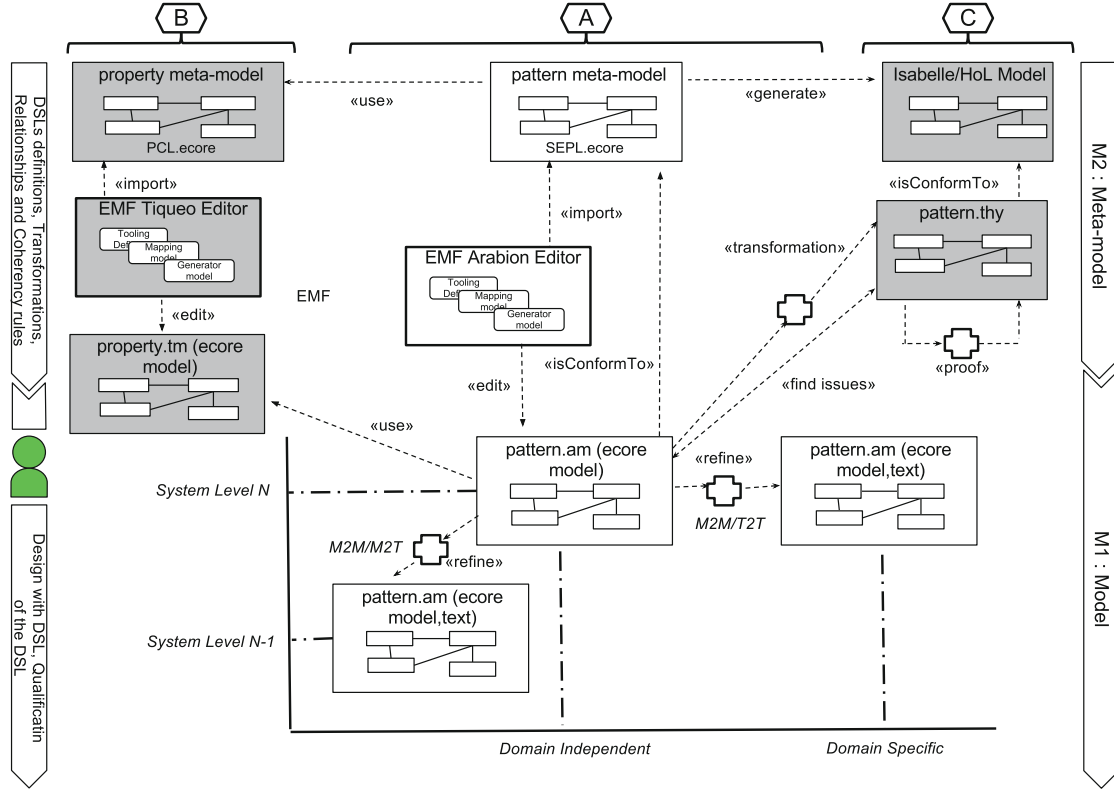 B
A
C
property meta-model
PCL.ecore
«use»
pattern meta-model
SEPL.ecore
«generate»
Isabelle/HoL Model
DSLs definitions, Transformations,
Relationships and Coherency rules
M2 : Meta-model
«import»
«import»
«isConformTo»
EMF Tiqueo Editor
Tooling
Def
Mapping
model
Generator
model
EMF
EMF Arabion Editor
Tooling
Def
Mapping
model
Generator
model
«transformation»
pattern.thy
«proof»
«edit»
property.tm (ecore
model)
«edit»
«isConformTo»
«find issues»
«use»
System Level N
pattern.am (ecore
model)
«refine»
M2M/T2T
pattern.am (ecore
model,text)
M2M/M2T
«refine»
pattern.am (ecore
model,text)
System Level N-1
Design with DSL, Qualificatin
of the DSL
M1 : Model
Domain Independent
Domain Specific